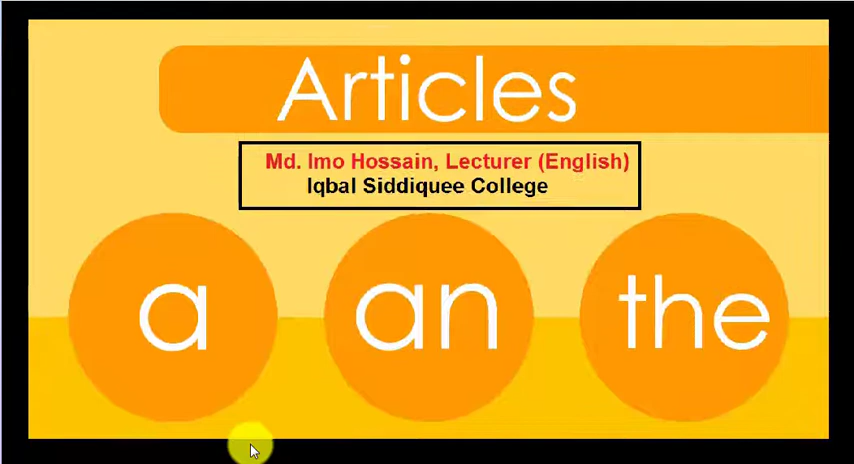 Articles
Md. Imo Hossain, Lecturer (English)
Iqbal Siddiquee College
a an the